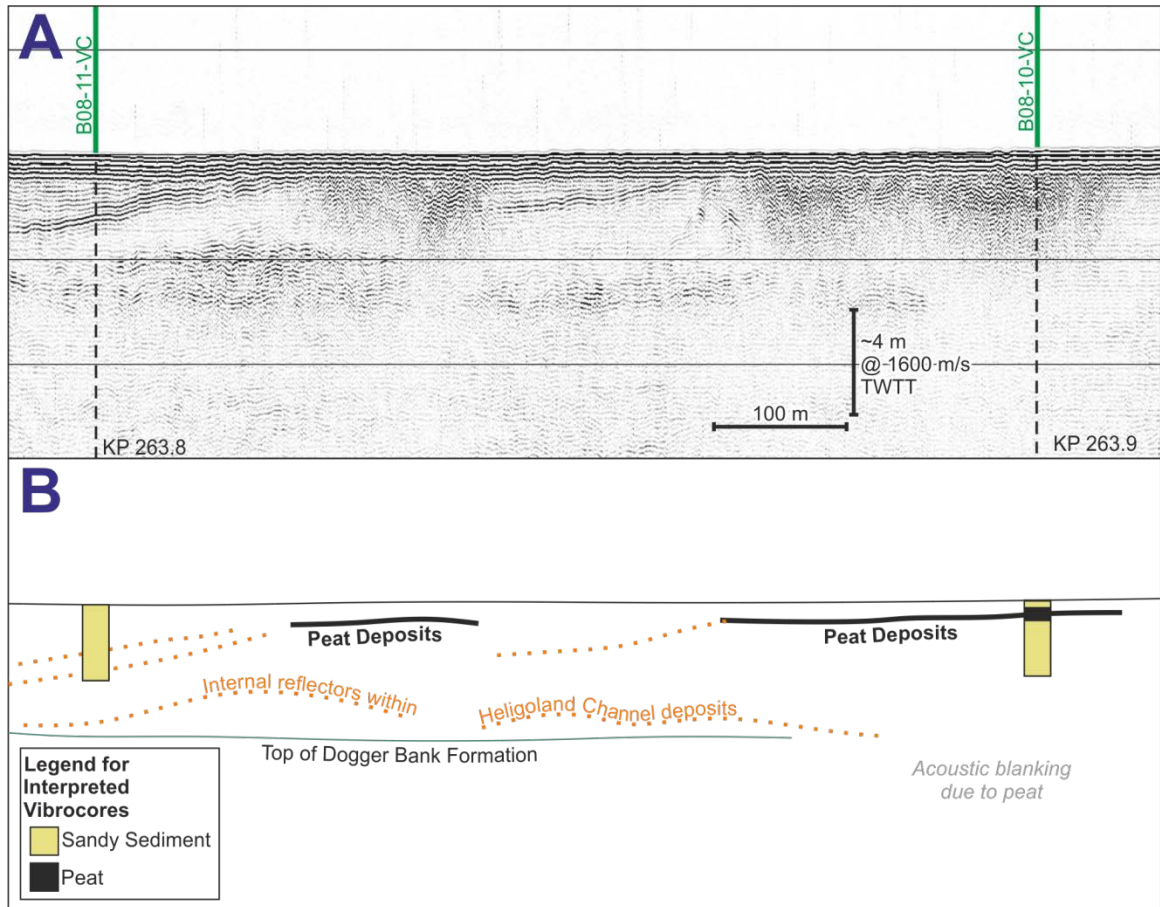 A
B08-11-VC
B08-10-VC
~4 m
@ 1600 m/s
TWTT
100 m
KP 263.8
KP 263.9
B
Peat Deposits
Peat Deposits
Internal reflectors within
Heligoland Channel deposits
Top of Dogger Bank Formation
Acoustic blanking
due to peat
Legend for
Interpreted
Vibrocores
Sandy Sediment
Peat